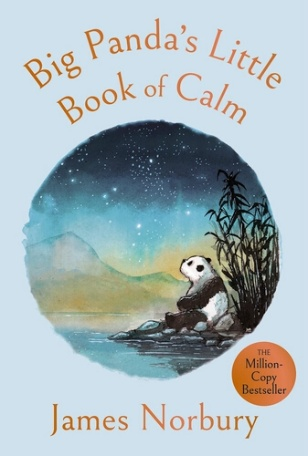 Big Panda's Little
Book of Calm
THE
Million-
Copy
Bestseller
James Norbury